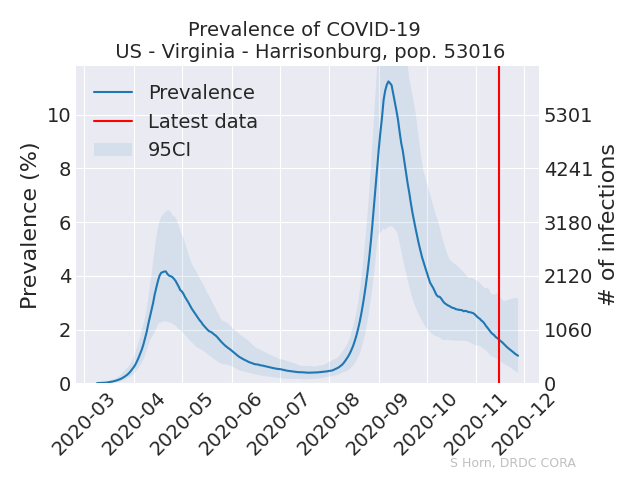 Prevalence of COVID-19
US - Virginia - Harrisonburg, pop. 53016
Prevalence
Latest data
95CI
Prevalence (%)
10
8
6
4
2
0
5301
4241
3180
2120
1060
0
# of infections
2020-03
2020-04
2020-05
2020-06
2020-07
2020-08
2020-09
2020-10
2020-11
2020-12
S Horn, DRDC CORA